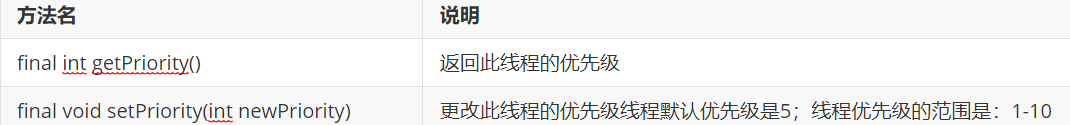 方法名 说明
final int getPriority() 返回此线程的优先级
final void setPriority(int newPriority) 更改此线程的优先级线程默认优先级是5；线程优先级的范围是：1-10